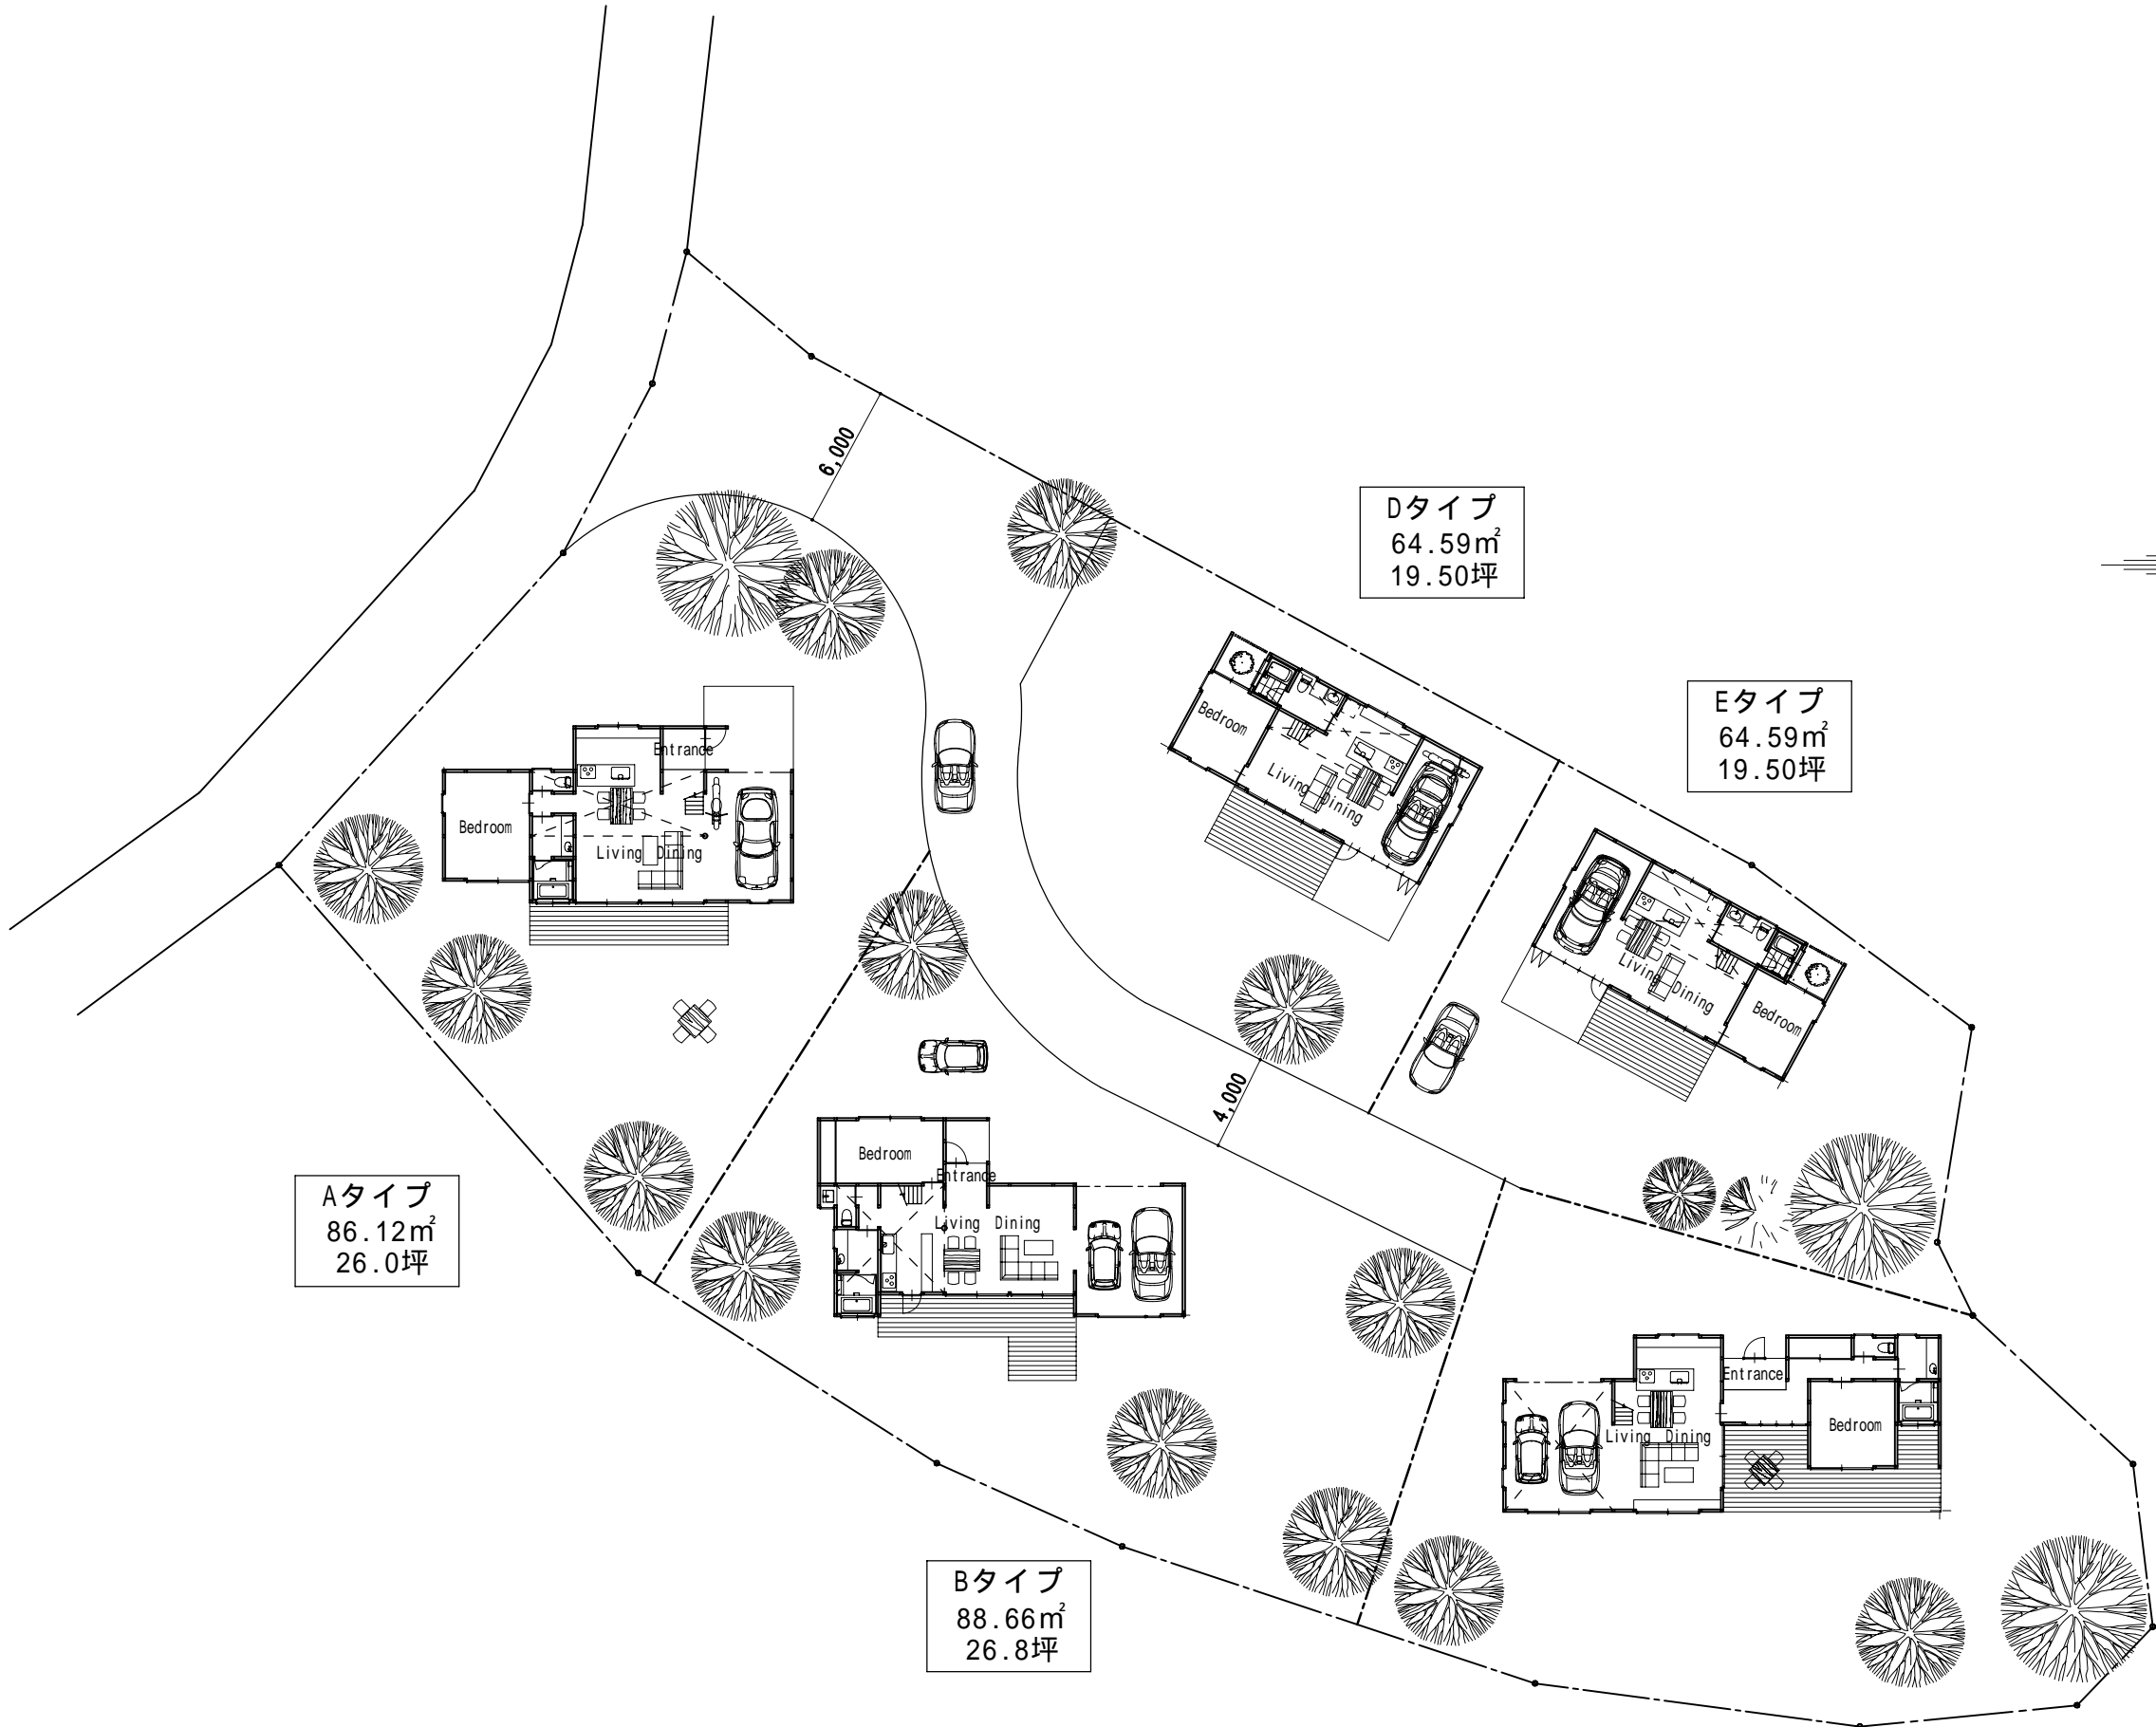 6,000
Dタイプ
64.59㎡
19.50坪
Eタイプ
64.59㎡
19.50坪
Bedroom
Living Dining
Entrance
Bedroom
Living Dining
Living Dining
Bedroom
4,000
Bedroom
Entrance
Living Dining
Aタイプ
86.12㎡
26.0坪
Entrance
Bedroom
Living Dining
Bタイプ
88.66㎡
26.8坪